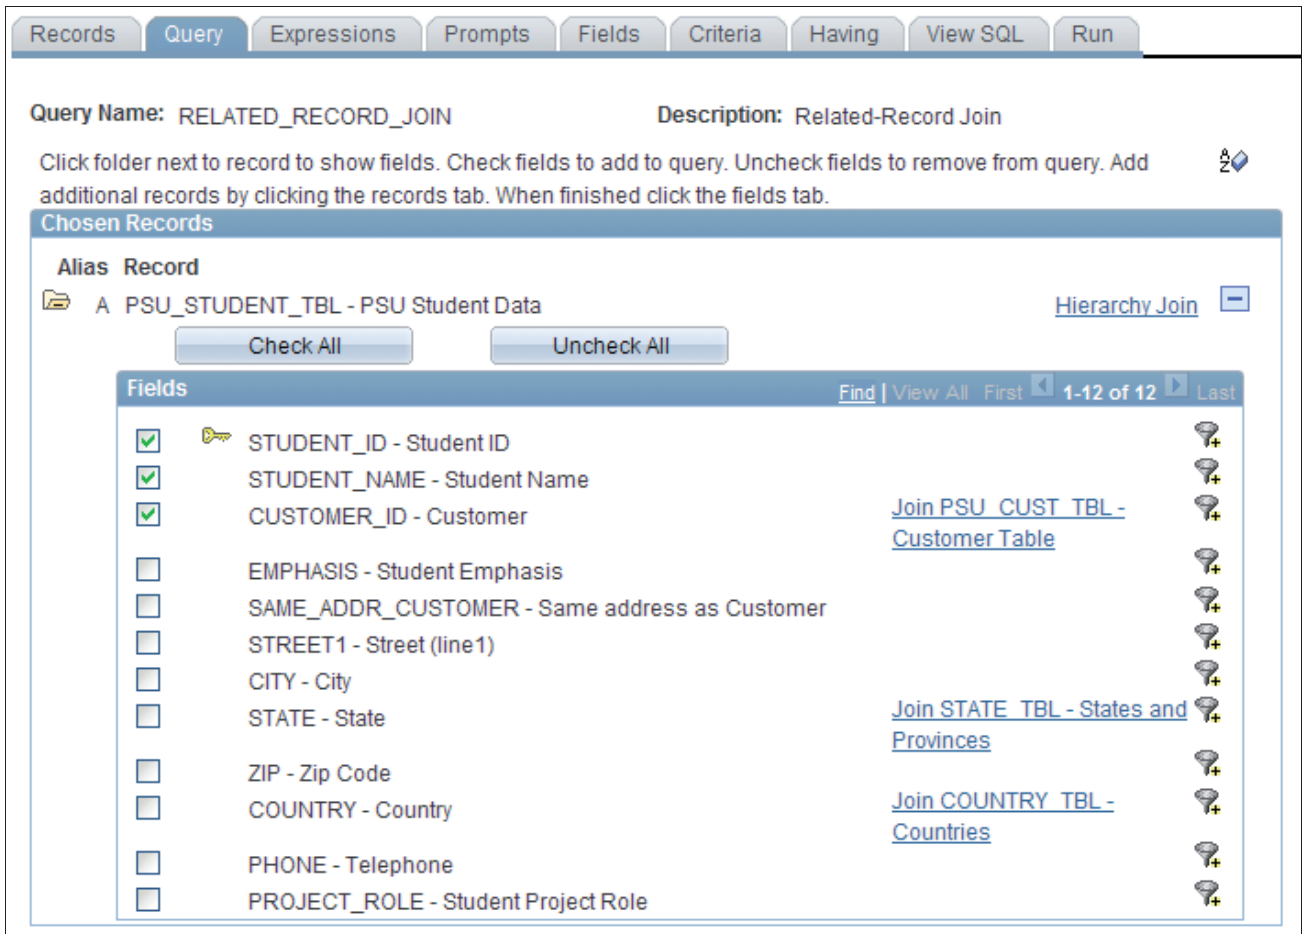 Records Query Expressions Prompts Fields Criteria Having View SQL Run
Query Name: RELATED_RECORD_JOIN Description: Related-Record Join
Click folder next to record to show fields. Check fields to add to query. Uncheck fields to remove from query. Add
additional records by clicking the records tab. When finished click the fields tab.
Chosen Records
Alias Record
A PSU_STUDENT_TBL - PSU Student Data Hierarchy Join
Check All Uncheck All
Fields Find | View All First 1-12 of 12 Last
STUDENT_ID - Student ID
STUDENT_NAME - Student Name
CUSTOMER_ID - Customer Join PSU_CUST_TBL -
Customer Table
EMPHASIS - Student Emphasis
SAME_ADDR_CUSTOMER - Same address as Customer
STREET1 - Street (line1)
CITY - City
STATE - State Join STATE_TBL - States and
Provinces
ZIP - Zip Code
COUNTRY - Country Join COUNTRY_TBL -
Countries
PHONE - Telephone
PROJECT_ROLE - Student Project Role